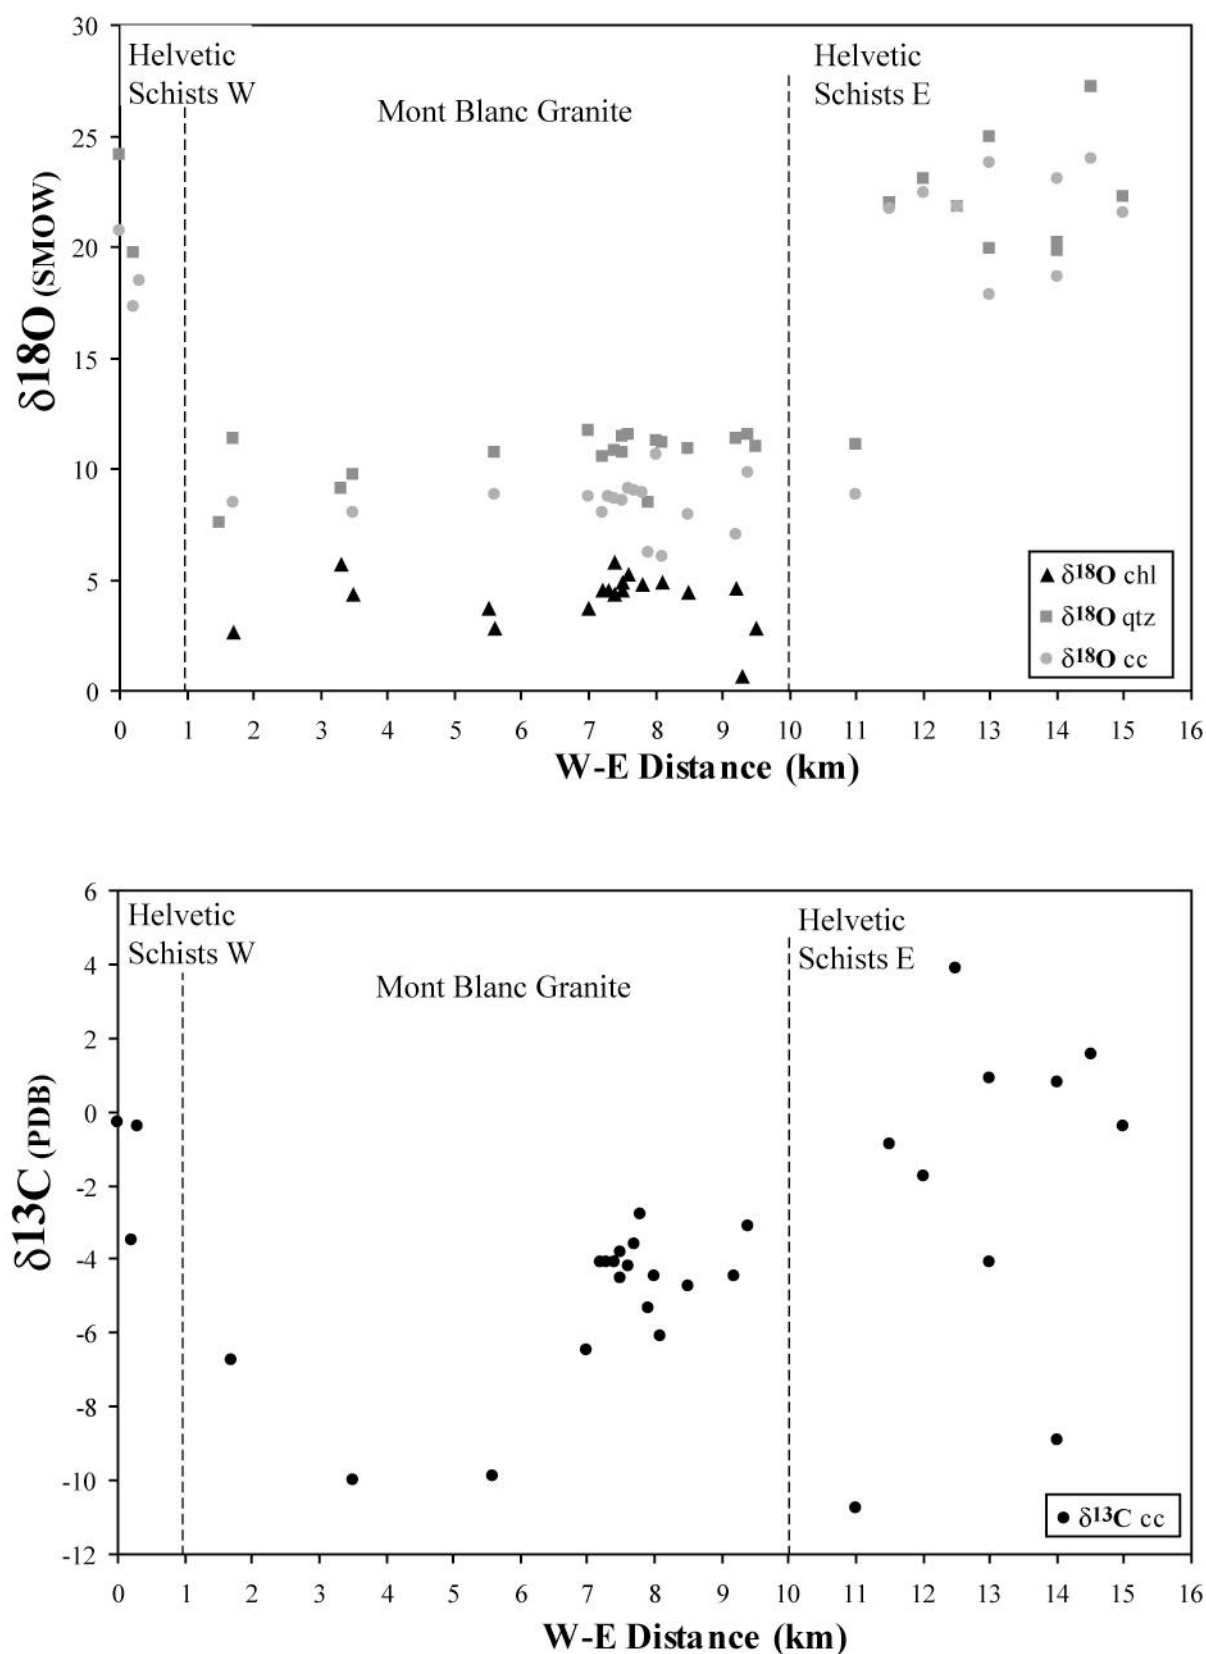 30
25
20
15
10
5
0
δ18O (SMOW)
Helvetic
Schists W
Mont Blanc Granite
Helvetic
Schists E
δ18O chl
δ18O qtz
δ18O cc
0 1 2 3 4 5 6 7 8 9 10 11 12 13 14 15 16
W-E Distance (km)
6
4
2
0
-2
-4
-6
-8
-10
-12
δ13C (PDB)
Helvetic
Schists W
Mont Blanc Granite
Helvetic
Schists E
δ13C cc
0 1 2 3 4 5 6 7 8 9 10 11 12 13 14 15 16
W-E Distance (km)